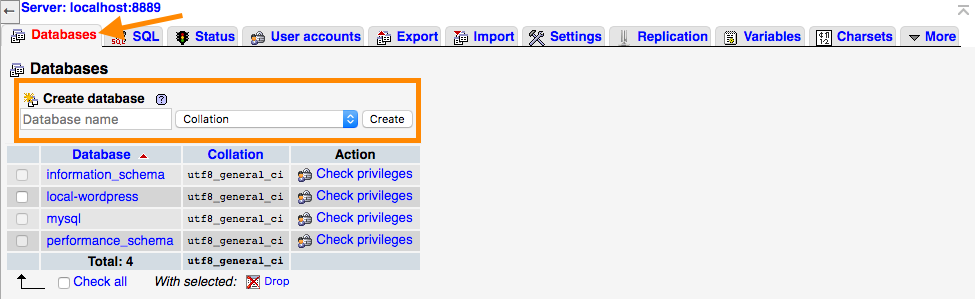 Server: localhost:8889
Databases SQL Status User accounts Export Import Settings Replication Variables Charsets More
Databases
Create database
Database name Collation Create
Database Collation Action
information_schema utf8_general_ci Check privileges
local-wordpress utf8_general_ci Check privileges
mysql utf8_general_ci Check privileges
performance_schema utf8_general_ci Check privileges
Total: 4 utf8_general_ci
Check all With selected: Drop